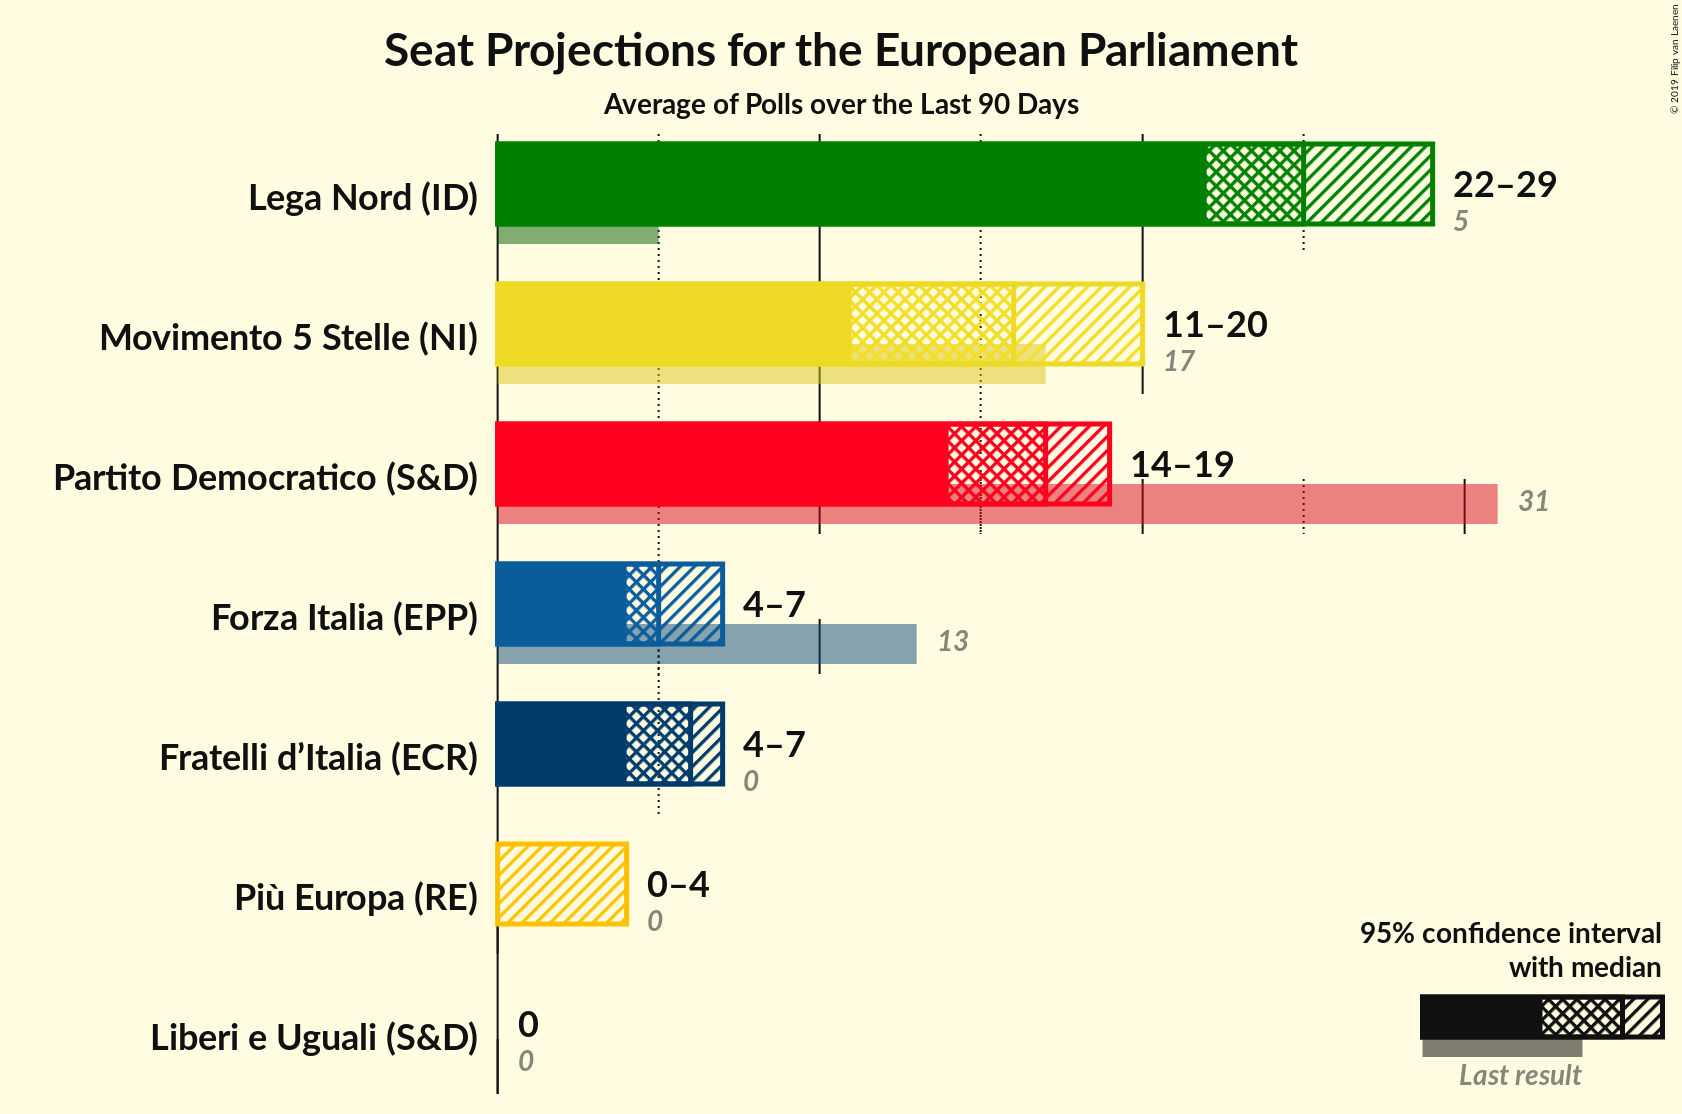 Seat Projections for the European Parliament
Average of Polls over the Last 90 Days
© 2019 Filip van Laenen
Lega Nord (ID)
22–29
5
Movimento 5 Stelle (NI)
11–20
17
Partito Democratico (S&D)
14–19
31
Forza Italia (EPP)
4–7
13
Fratelli d’Italia (ECR)
4–7
0
Più Europa (RE)
0–4
0
Liberi e Uguali (S&D)
0
0
95% confidence interval
with median
Last result